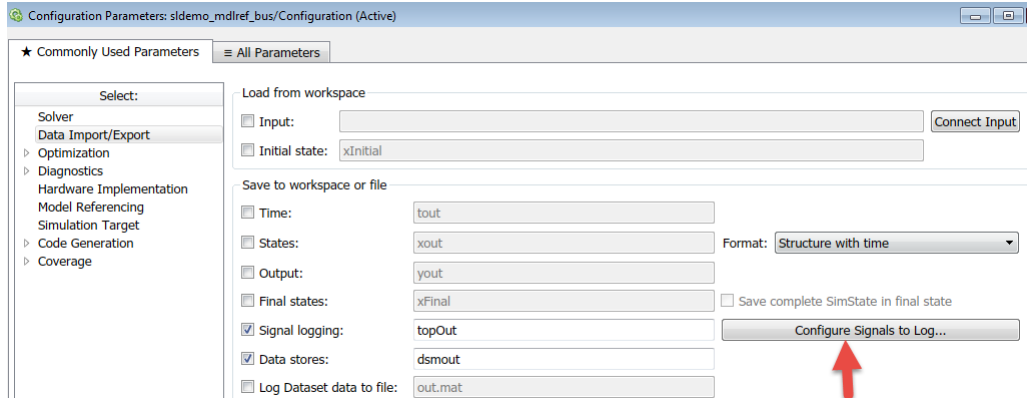 Configuration Parameters: sldemo_mdlref_bus/Configuration (Active)
★ Commonly Used Parameters ≡ All Parameters
Select:
Solver
Data Import/Export
Optimization
Diagnostics
Hardware Implementation
Model Referencing
Simulation Target
Code Generation
Coverage
Load from workspace
Input: Connect Input
Initial state: xInitial
Save to workspace or file
Time: tout
States: xout Format: Structure with time
Output: yout
Final states: xFinal Save complete SimState in final state
Signal logging: topOut Configure Signals to Log...
Data stores: dsmout
Log Dataset data to file: out.mat